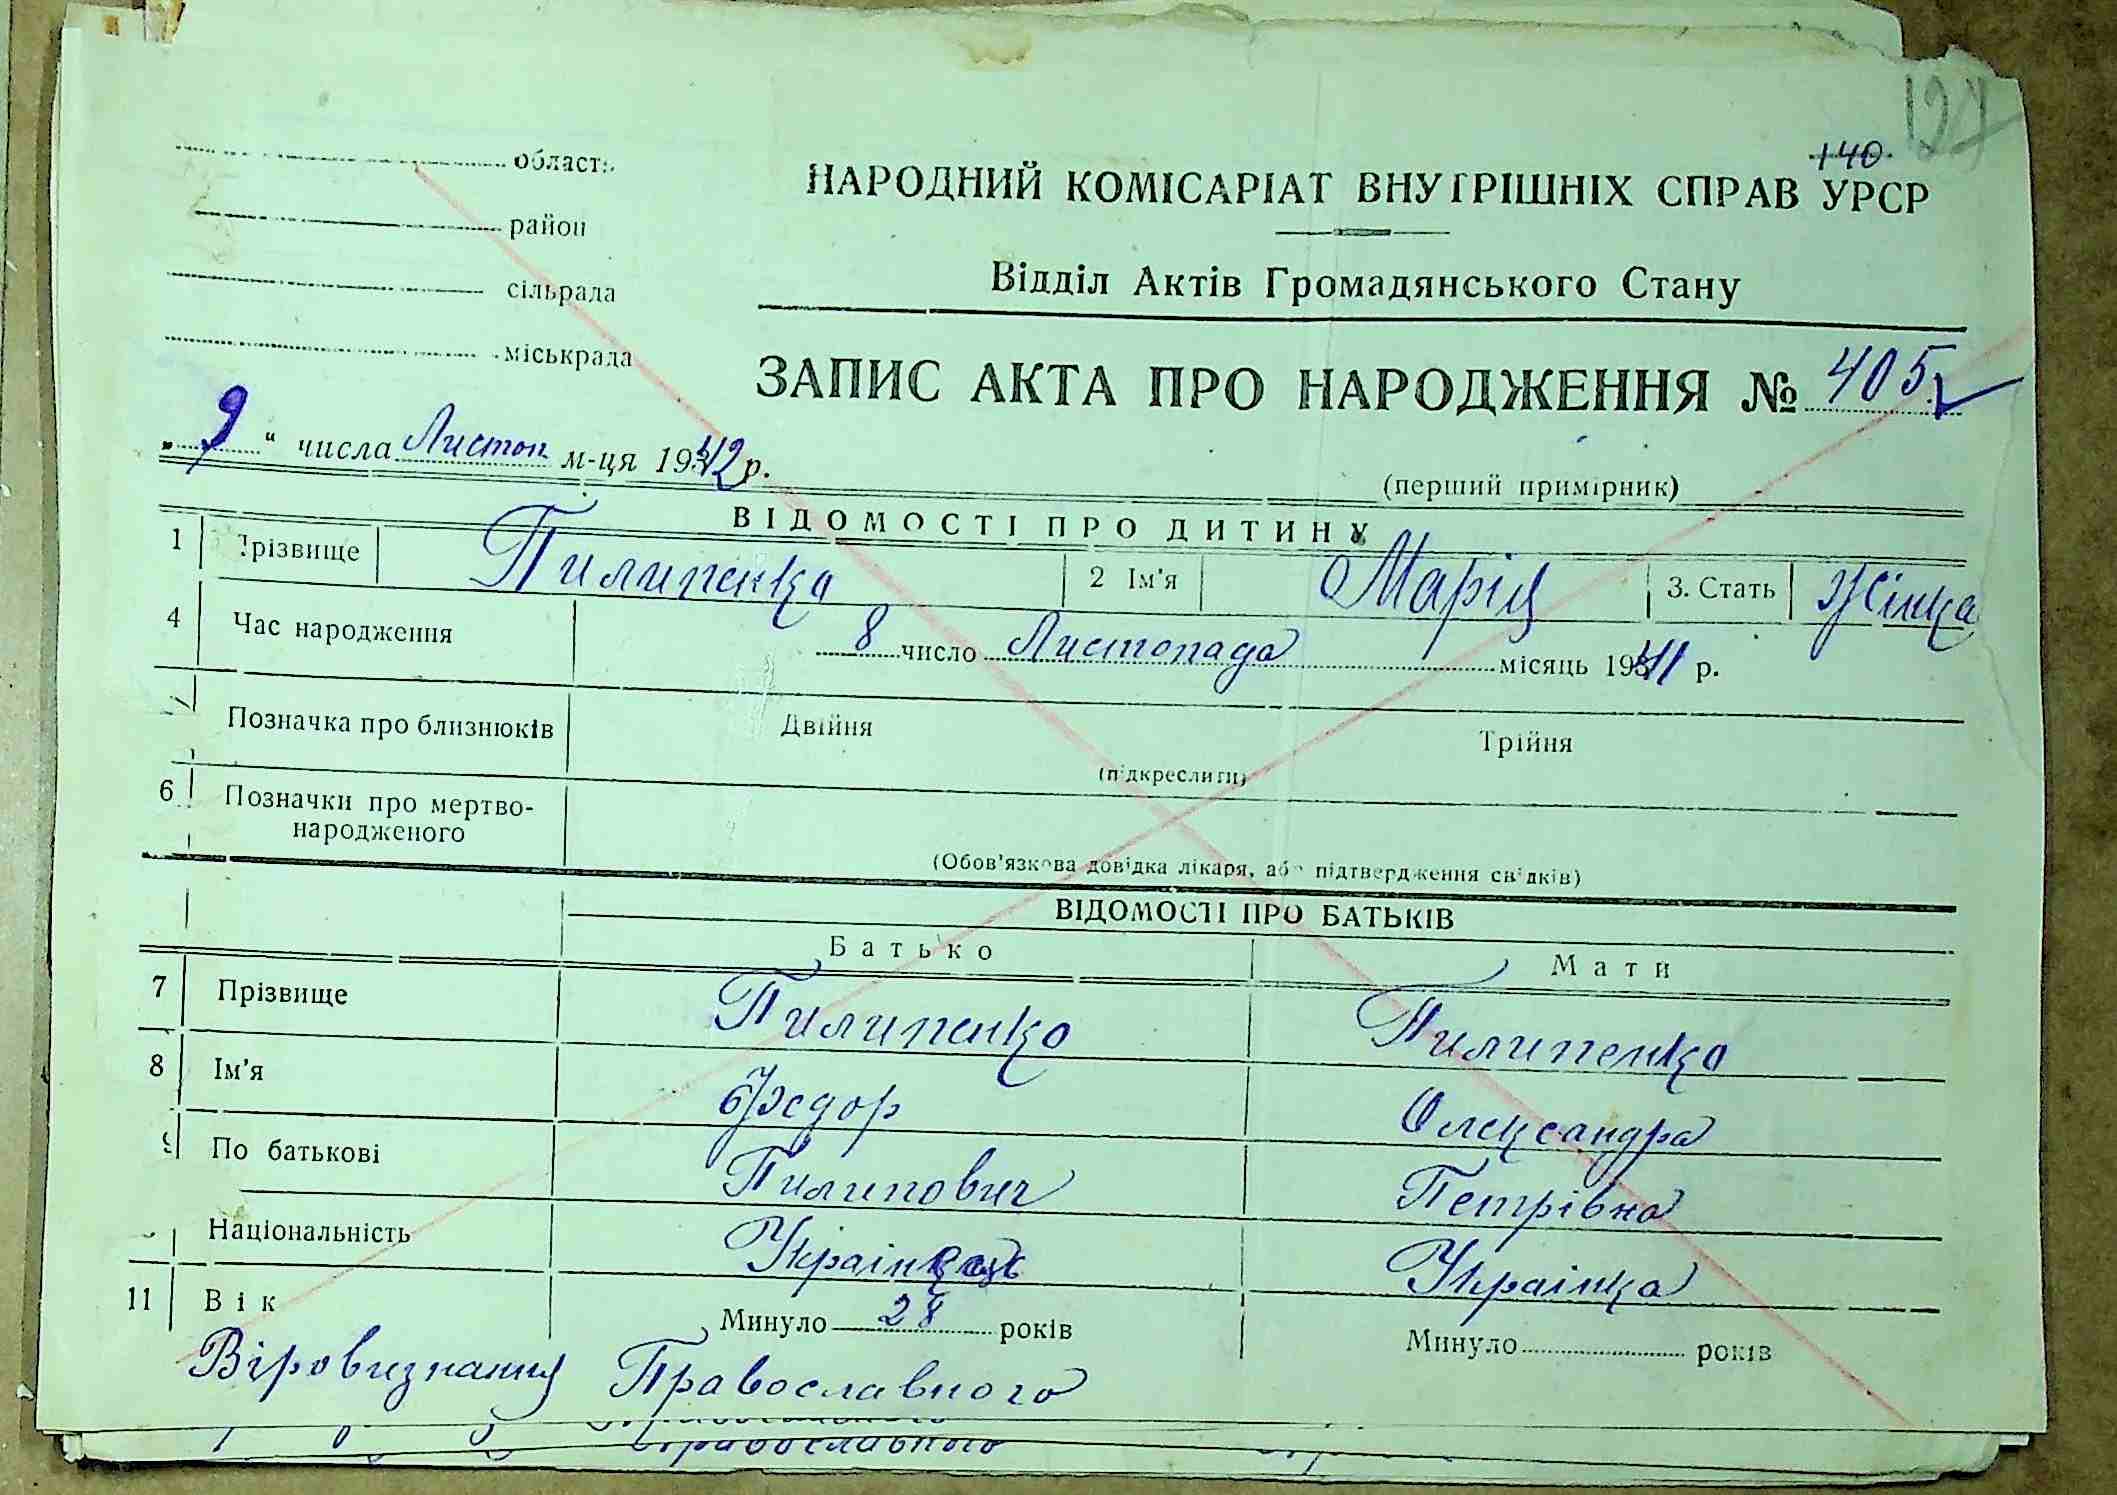 127
140
област.
район
сільрада
міськрада
НАРОДНИЙ КОМІСАРІАТ ВНУТРІШНІХ СПРАВ УРСР
Відділ Актів Громадянського Стану
ЗАПИС АКТА ПРО НАРОДЖЕННЯ № 405
„ 9 “ числа Листоп м-ця 1942 р.
(перший примірник)
ВІДОМОСТІ ПРО ДИТИНУ
1 Прізвище Пилипенко 2 Ім'я Марія 3. Стать Жінка
4 Час народження 8 число Листопада місяць 1941 р.
Позначка про близнюків Двійня Трійня
(підкреслити)
6 Позначки про мертво-
народженого
(Обов'язкова довідка лікаря, або підтвердження свідків)
ВІДОМОСТІ ПРО БАТЬКІВ
Батько Мати
7 Прізвище Пилипенко Пилипенко
8 Ім'я Федор Олександра
9 По батькові Пилипович Петрівна
Національність Українець Українка
11 Вік Минуло 28 років Минуло років
Віровизнання Православного
Православного